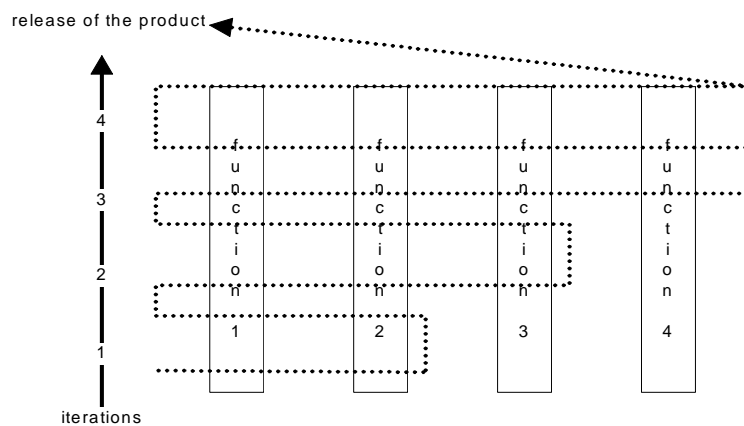 release of the product
4
3
2
1
iterations
function 1
function 2
function 3
function 4